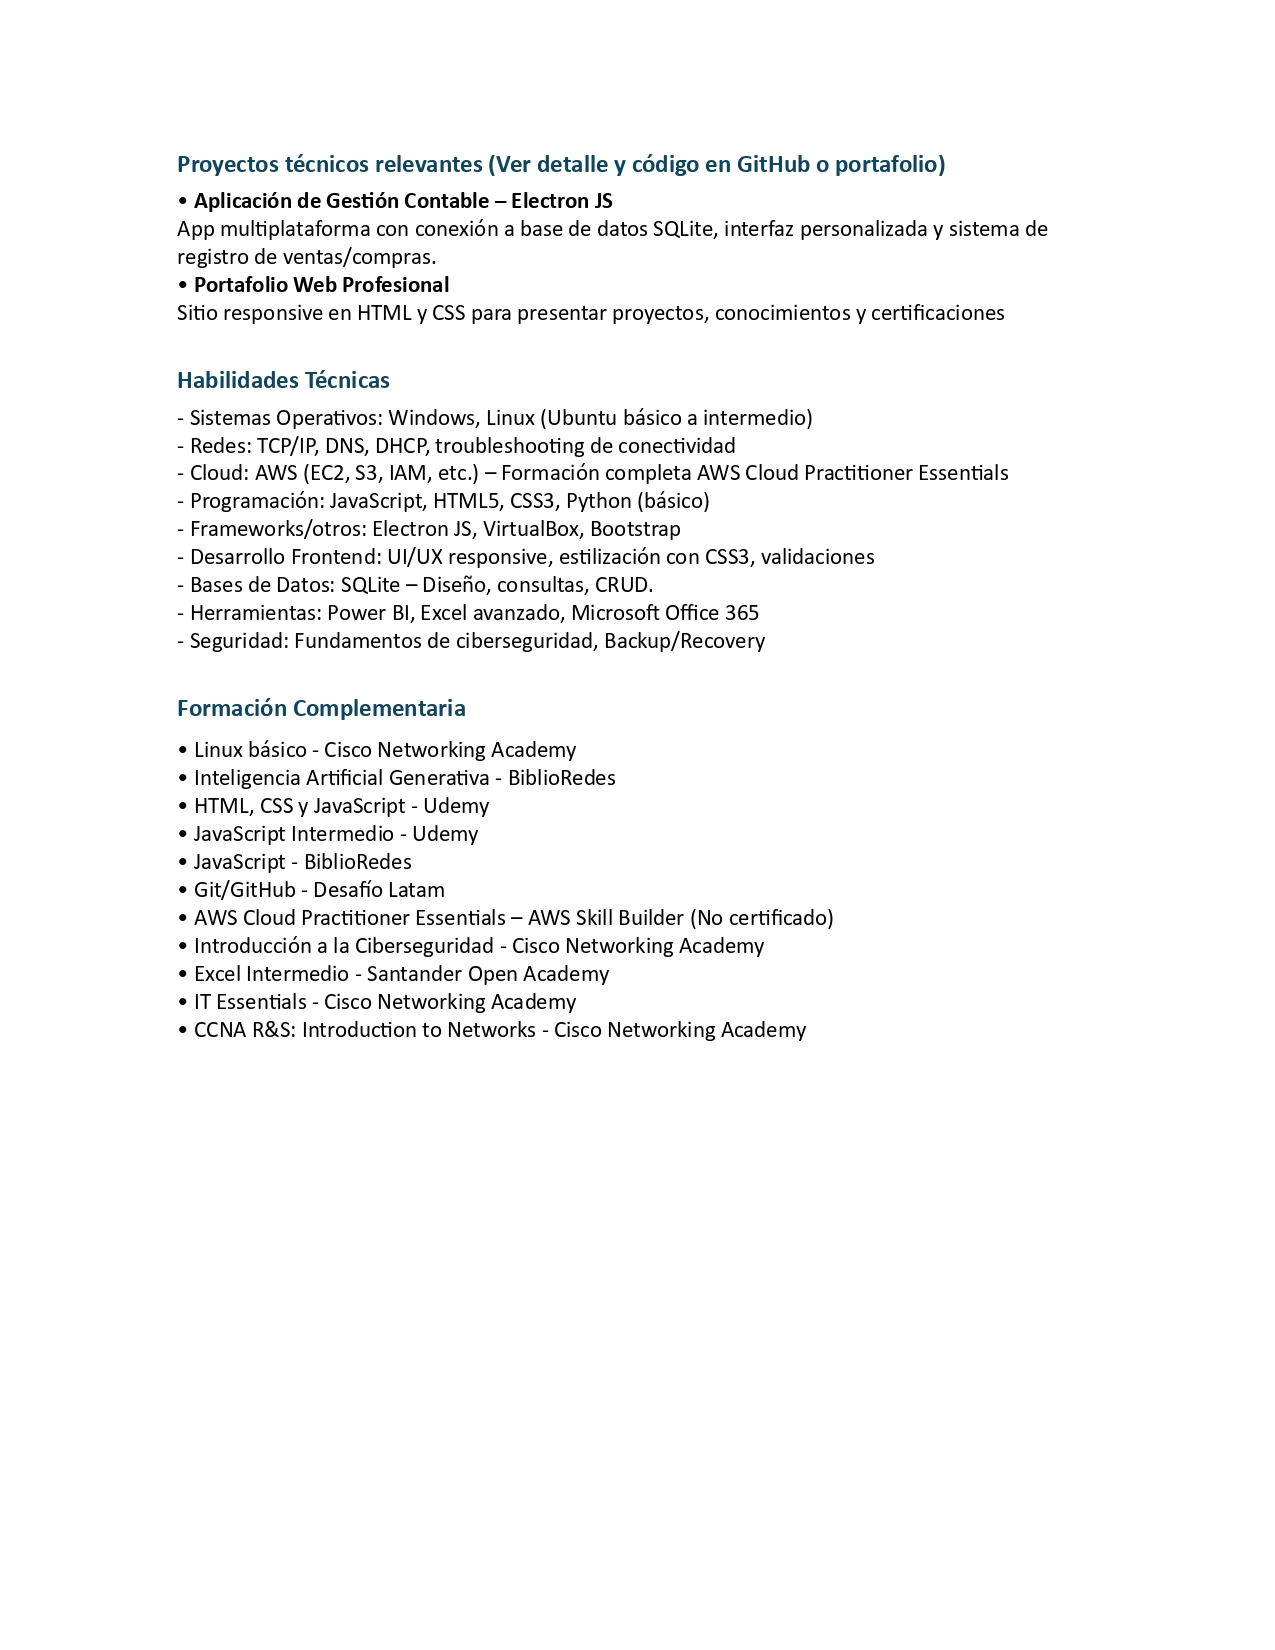 Proyectos técnicos relevantes (Ver detalle y código en GitHub o portafolio)
• Aplicación de Gestión Contable – Electron JS
App multiplataforma con conexión a base de datos SQLite, interfaz personalizada y sistema de
registro de ventas/compras.
• Portafolio Web Profesional
Sitio responsive en HTML y CSS para presentar proyectos, conocimientos y certificaciones
Habilidades Técnicas
- Sistemas Operativos: Windows, Linux (Ubuntu básico a intermedio)
- Redes: TCP/IP, DNS, DHCP, troubleshooting de conectividad
- Cloud: AWS (EC2, S3, IAM, etc.) – Formación completa AWS Cloud Practitioner Essentials
- Programación: JavaScript, HTML5, CSS3, Python (básico)
- Frameworks/otros: Electron JS, VirtualBox, Bootstrap
- Desarrollo Frontend: UI/UX responsive, estilización con CSS3, validaciones
- Bases de Datos: SQLite – Diseño, consultas, CRUD.
- Herramientas: Power BI, Excel avanzado, Microsoft Office 365
- Seguridad: Fundamentos de ciberseguridad, Backup/Recovery
Formación Complementaria
• Linux básico - Cisco Networking Academy
• Inteligencia Artificial Generativa - BiblioRedes
• HTML, CSS y JavaScript - Udemy
• JavaScript Intermedio - Udemy
• JavaScript - BiblioRedes
• Git/GitHub - Desafío Latam
• AWS Cloud Practitioner Essentials – AWS Skill Builder (No certificado)
• Introducción a la Ciberseguridad - Cisco Networking Academy
• Excel Intermedio - Santander Open Academy
• IT Essentials - Cisco Networking Academy
• CCNA R&S: Introduction to Networks - Cisco Networking Academy